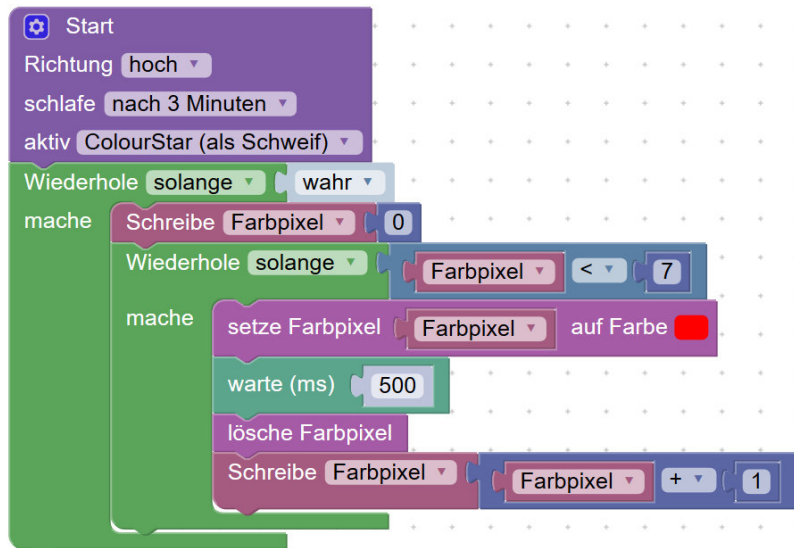 Start
Richtung hoch
schlafe nach 3 Minuten
aktiv ColourStar (als Schweif)
Wiederhole solange wahr
mache Schreibe Farbpixel 0
Wiederhole solange Farbpixel < 7
mache setze Farbpixel Farbpixel auf Farbe
warte (ms) 500
lösche Farbpixel
Schreibe Farbpixel Farbpixel + 1